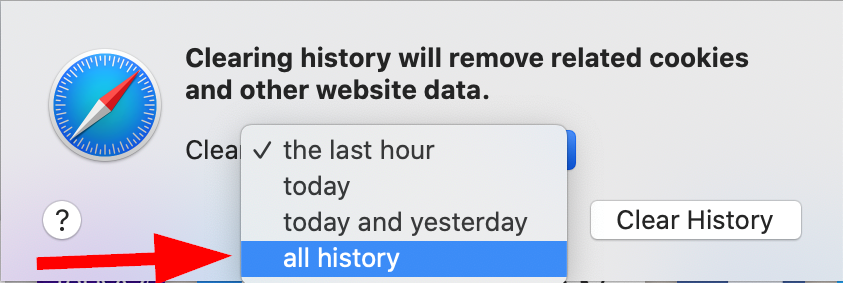 Clearing history will remove related cookies
and other website data.
Clear
✓ the last hour
today
today and yesterday
all history
? Clear History